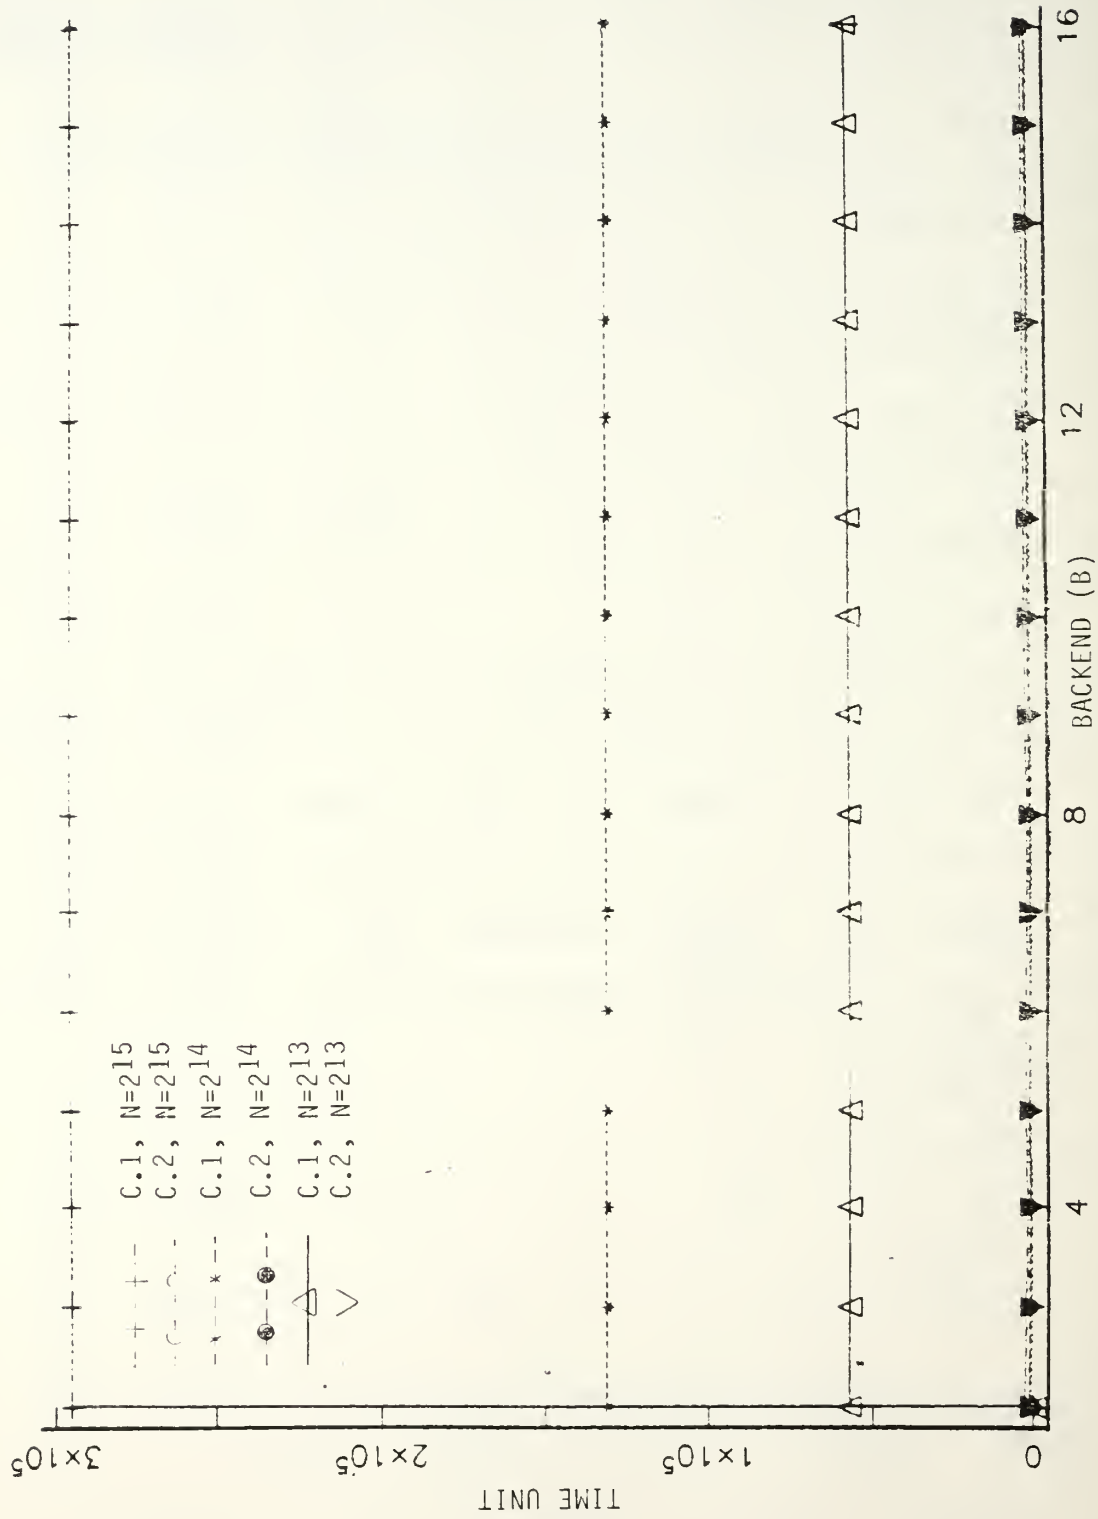 C.1, N=2¹⁵
C.2, N=2¹⁵
C.1, N=2¹⁴
C.2, N=2¹⁴
C.1, N=2¹³
C.2, N=2¹³
TIME UNIT
3×10⁵
2×10⁵
1×10⁵
0
4
8
12
16
BACKEND (B)